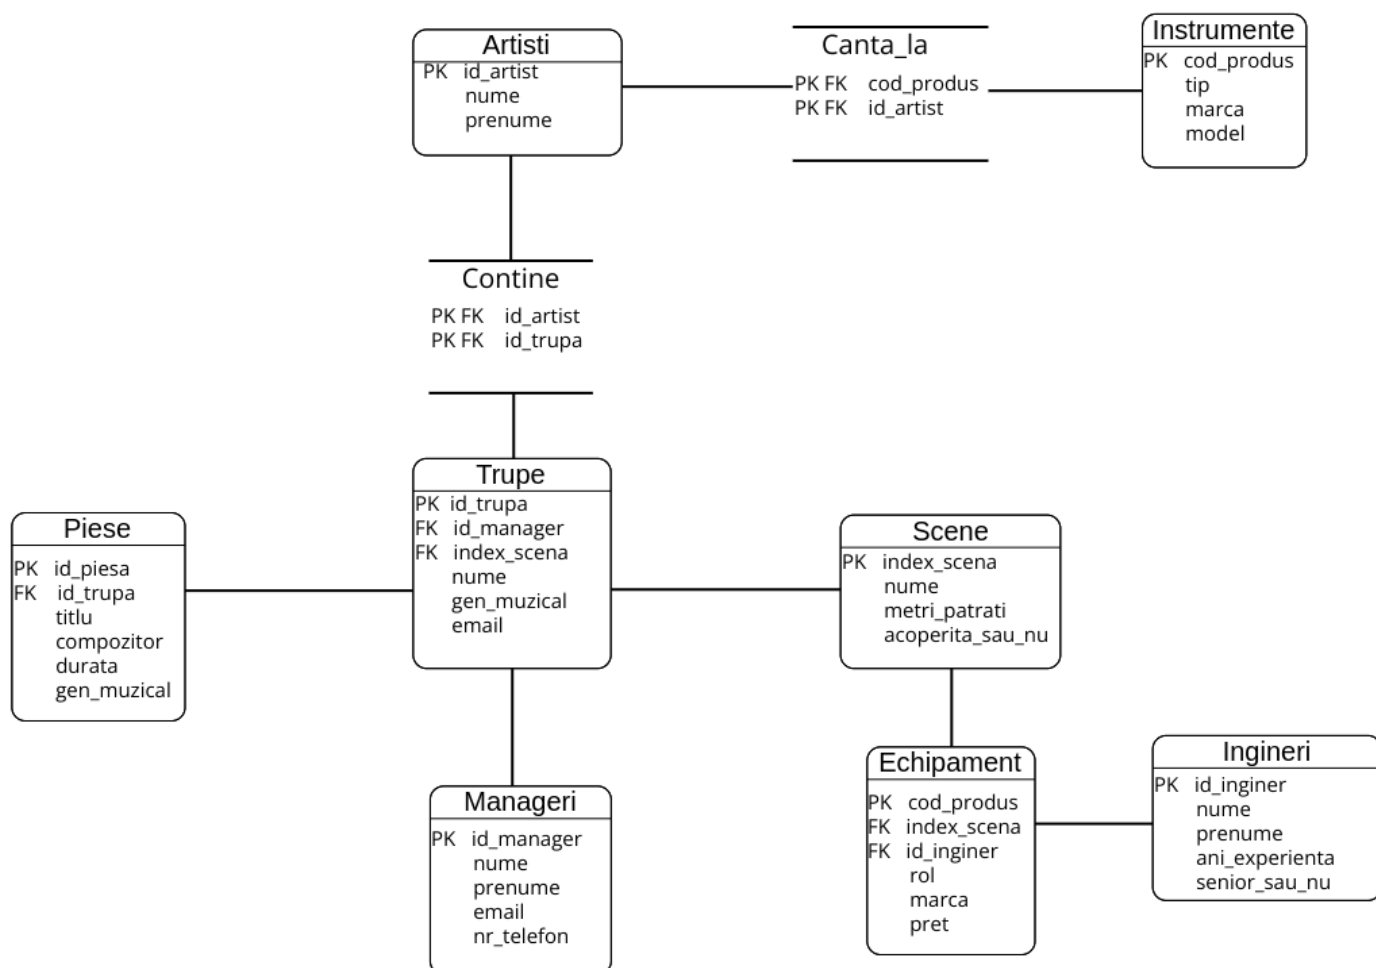 Artisti
PK id_artist
nume
prenume
Canta_la
PK FK cod_produs
PK FK id_artist
Instrumente
PK cod_produs
tip
marca
model
Contine
PK FK id_artist
PK FK id_trupa
Trupe
PK id_trupa
FK id_manager
FK index_scena
nume
gen_muzical
email
Piese
PK id_piesa
FK id_trupa
titlu
compozitor
durata
gen_muzical
Scene
PK index_scena
nume
metri_patrati
acoperita_sau_nu
Manageri
PK id_manager
nume
prenume
email
nr_telefon
Echipament
PK cod_produs
FK index_scena
FK id_inginer
rol
marca
pret
Ingineri
PK id_inginer
nume
prenume
ani_experienta
senior_sau_nu